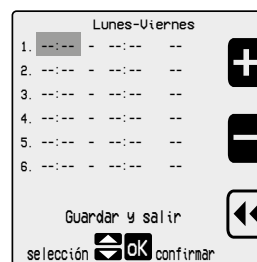 Lunes-Viernes
1. --:-- - --:-- --
2. --:-- - --:-- --
3. --:-- - --:-- --
4. --:-- - --:-- --
5. --:-- - --:-- --
6. --:-- - --:-- --
Guardar y salir
selección OK confirmar